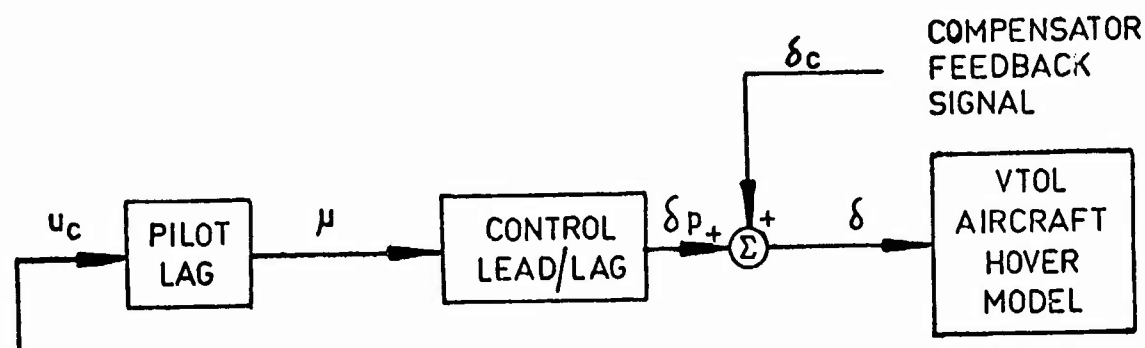 COMPENSATOR
FEEDBACK
SIGNAL
δc
uc
PILOT
LAG
μ
CONTROL
LEAD/LAG
δp
+
+
Σ
δ
VTOL
AIRCRAFT
HOVER
MODEL